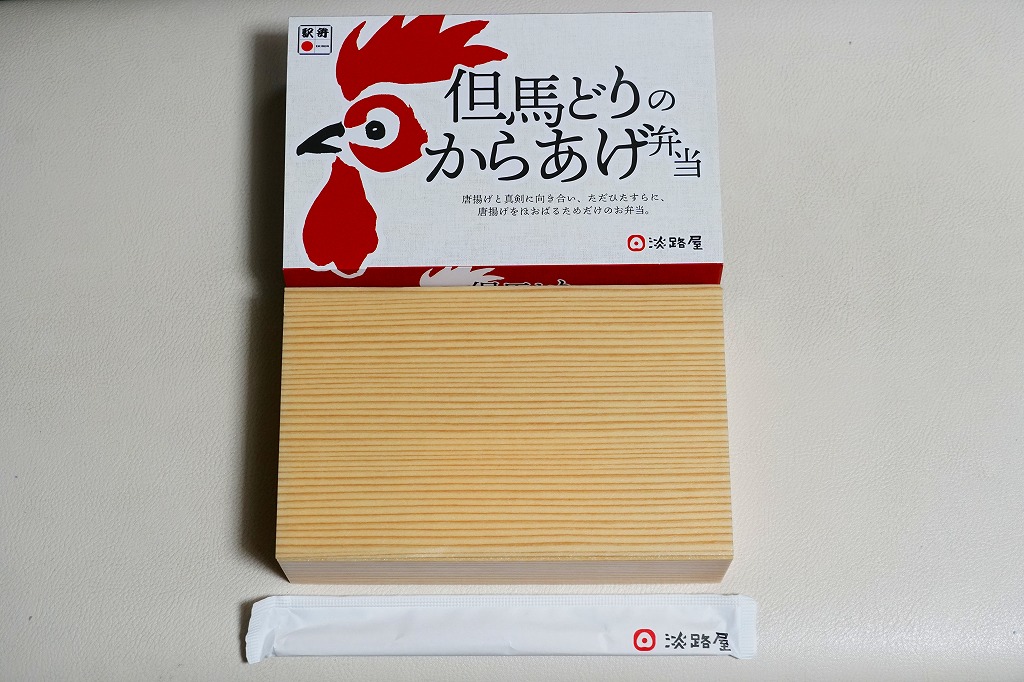 駅弁
但馬どりの
からあげ弁当
唐揚げと真剣に向き合い、ただひたすらに、
唐揚げをほおばるためだけのお弁当。
淡路屋
淡路屋